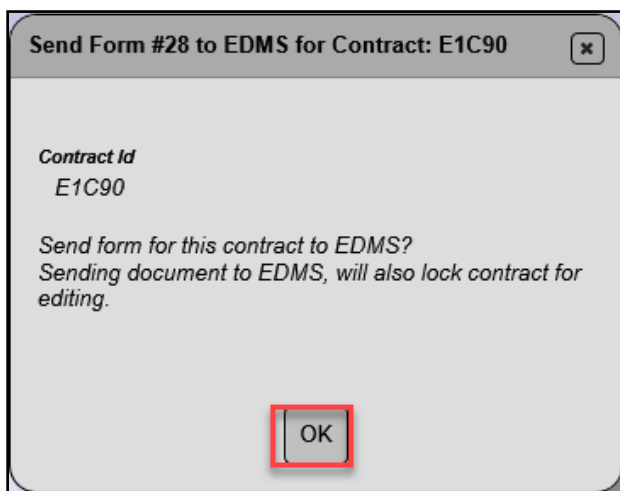 Send Form #28 to EDMS for Contract: E1C90
Contract Id
E1C90
Send form for this contract to EDMS?
Sending document to EDMS, will also lock contract for
editing.
OK